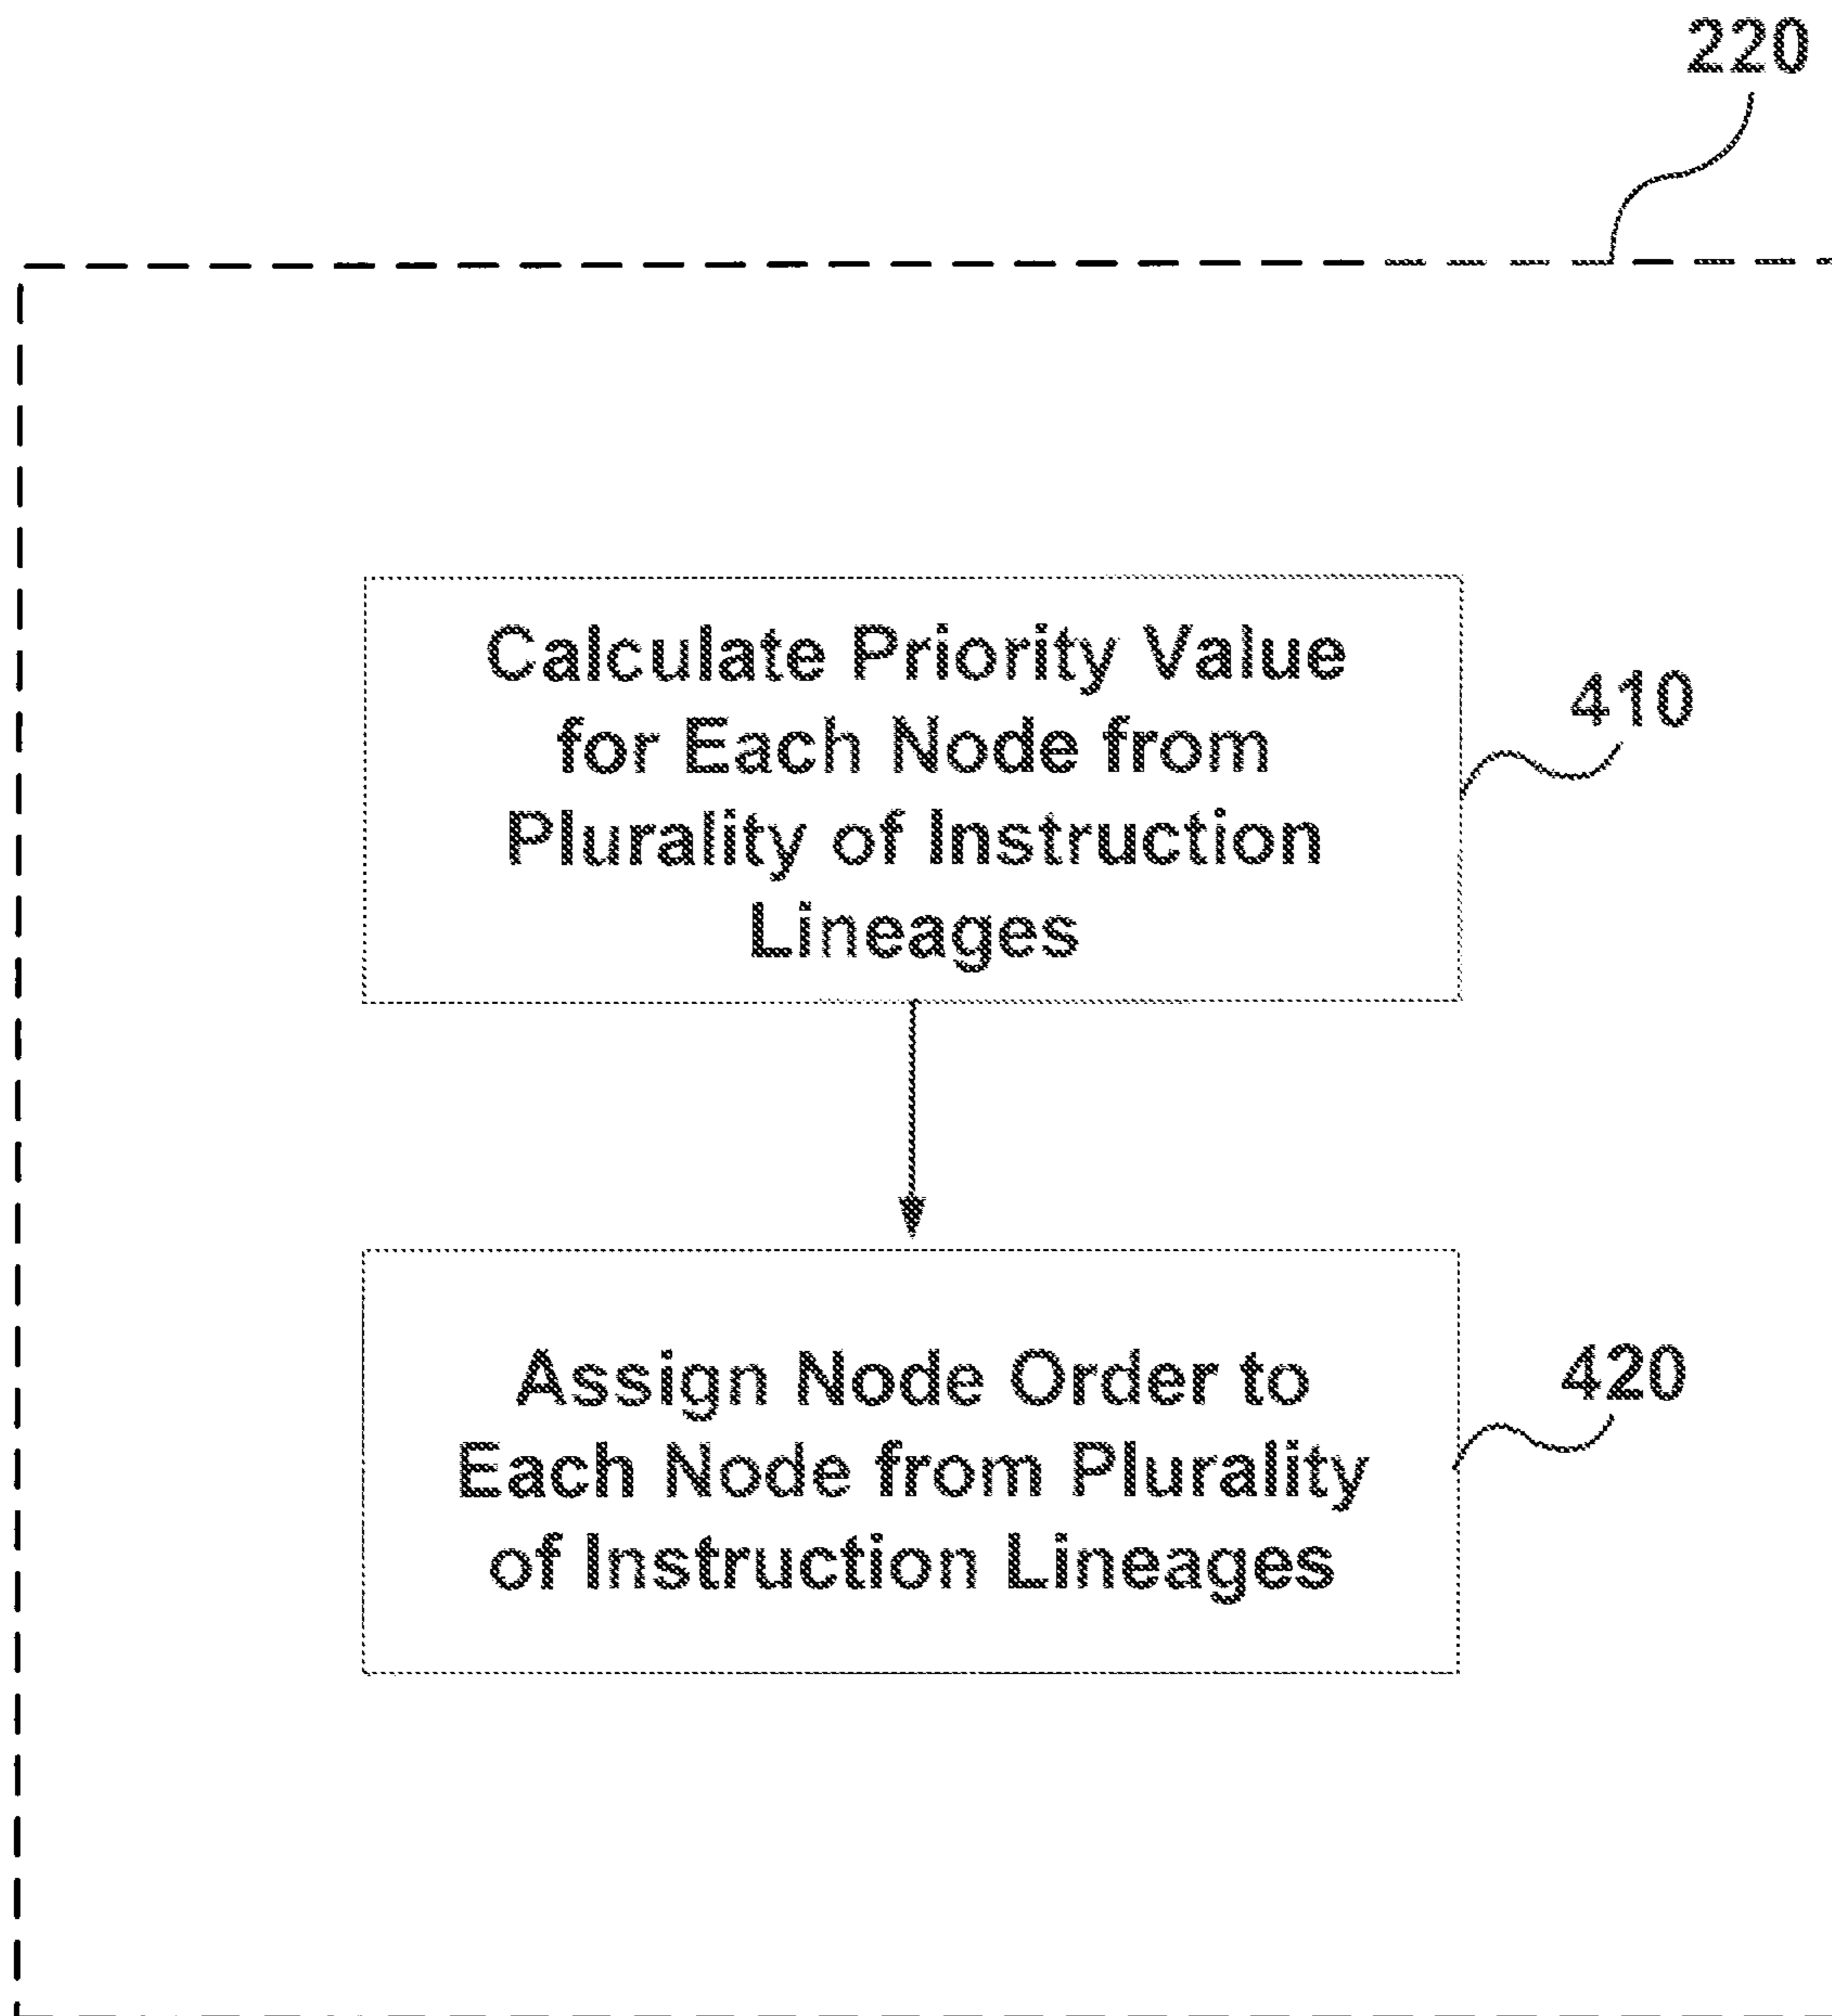 220
Calculate Priority Value
for Each Node from
Plurality of Instruction
Lineages
410
Assign Node Order to
Each Node from Plurality
of Instruction Lineages
420